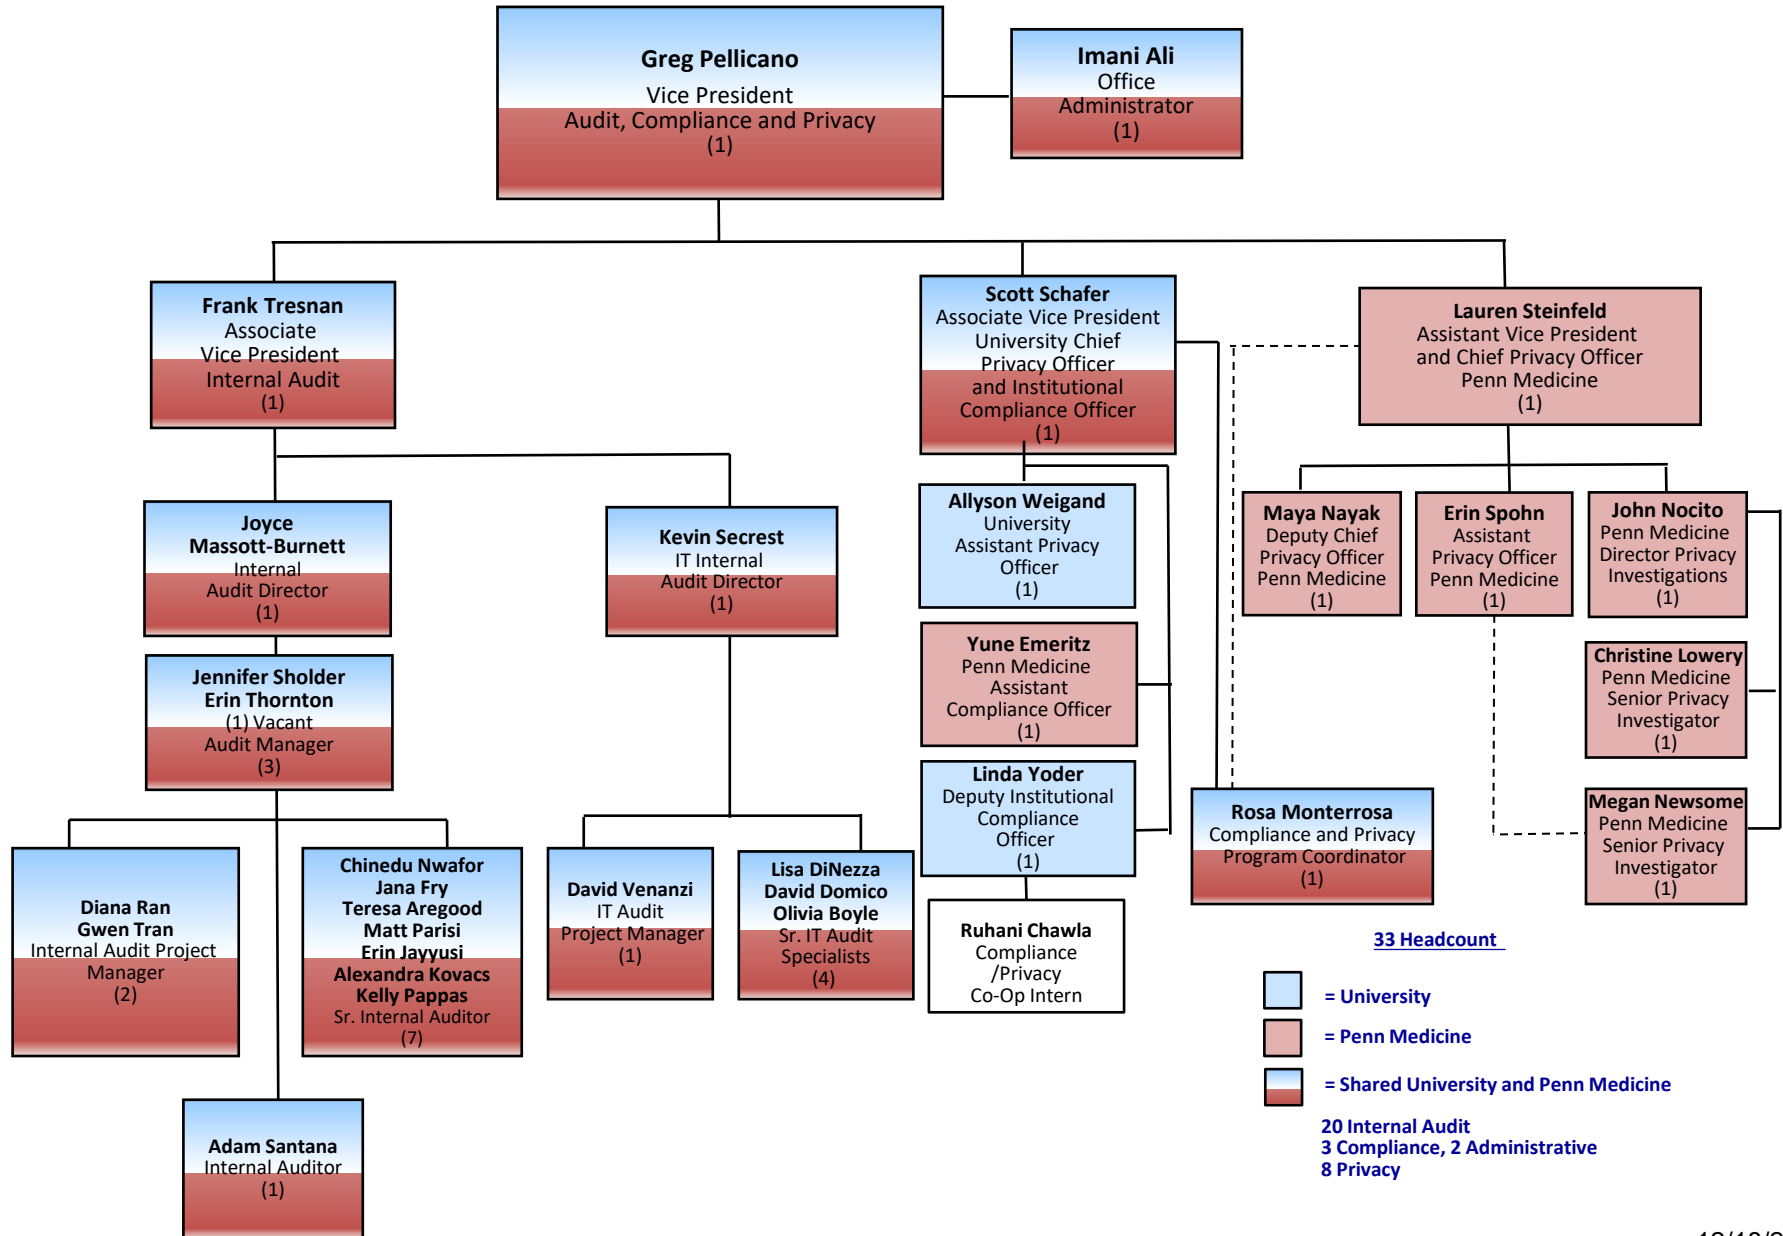 Greg Pellicano
Vice President
Audit, Compliance and Privacy
(1)
Imani Ali
Office
Administrator
(1)
Frank Tresnan
Associate
Vice President
Internal Audit
(1)
Scott Schafer
Associate Vice President
University Chief
Privacy Officer
and Institutional
Compliance Officer
(1)
Lauren Steinfeld
Assistant Vice President
and Chief Privacy Officer
Penn Medicine
(1)
Joyce
Massott-Burnett
Internal
Audit Director
(1)
Kevin Secrest
IT Internal
Audit Director
(1)
Allyson Weigand
University
Assistant Privacy
Officer
(1)
Maya Nayak
Deputy Chief
Privacy Officer
Penn Medicine
(1)
Erin Spohn
Assistant
Privacy Officer
Penn Medicine
(1)
John Nocito
Penn Medicine
Director Privacy
Investigations
(1)
Jennifer Sholder
Erin Thornton
(1) Vacant
Audit Manager
(3)
Yune Emeritz
Penn Medicine
Assistant
Compliance Officer
(1)
Christine Lowery
Penn Medicine
Senior Privacy
Investigator
(1)
Linda Yoder
Deputy Institutional
Compliance
Officer
(1)
Rosa Monterrosa
Compliance and Privacy
Program Coordinator
(1)
Megan Newsome
Penn Medicine
Senior Privacy
Investigator
(1)
Diana Ran
Gwen Tran
Internal Audit Project
Manager
(2)
Chinedu Nwafor
Jana Fry
Teresa Aregood
Matt Parisi
Erin Jayyusi
Alexandra Kovacs
Kelly Pappas
Sr. Internal Auditor
(7)
David Venanzi
IT Audit
Project Manager
(1)
Lisa DiNezza
David Domico
Olivia Boyle
Sr. IT Audit
Specialists
(4)
Ruhani Chawla
Compliance
/Privacy
Co-Op Intern
Adam Santana
Internal Auditor
(1)
33 Headcount
= University
= Penn Medicine
= Shared University and Penn Medicine
20 Internal Audit
3 Compliance, 2 Administrative
8 Privacy